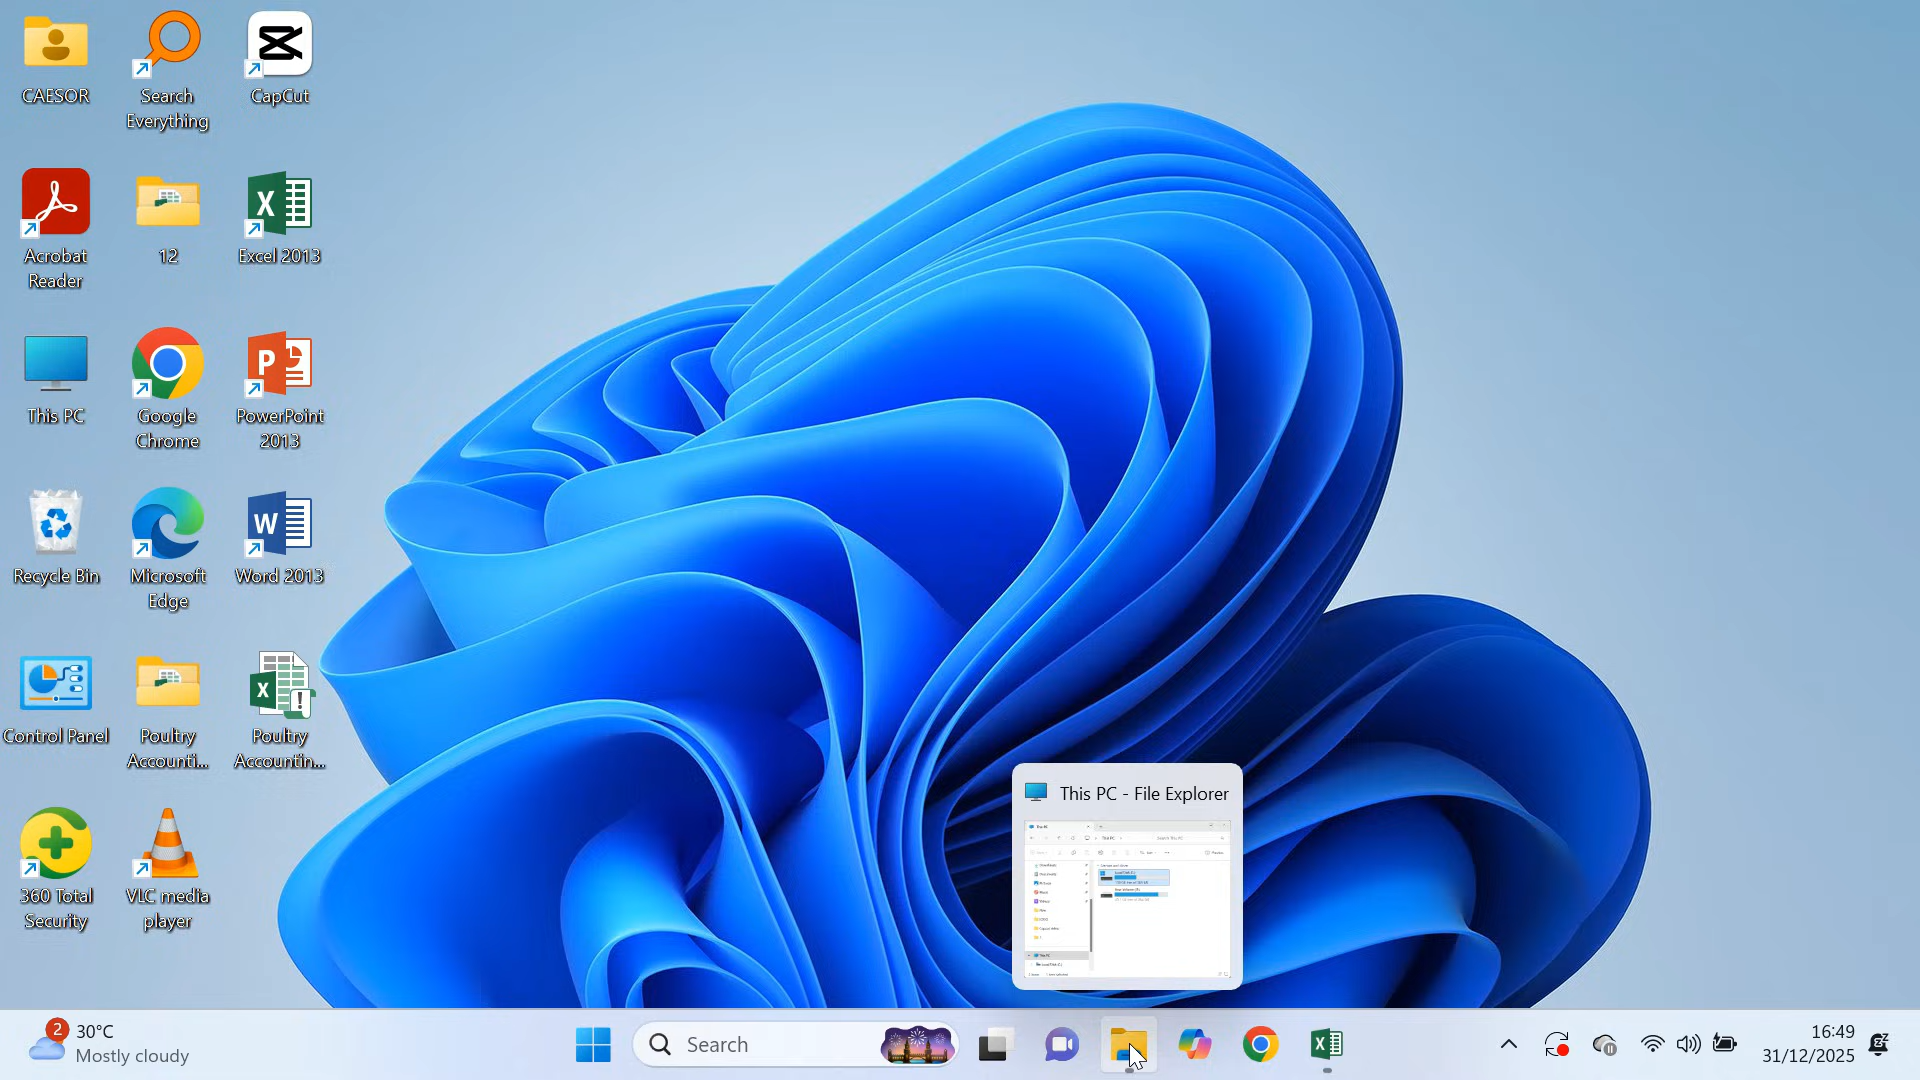 CAESOR
Search
Everything
CapCut
Acrobat
Reader
12
Excel 2013
This PC
Google
Chrome
PowerPoint
2013
Recycle Bin
Microsoft
Edge
Word 2013
Control Panel
Poultry
Accounti...
Poultry
Accountin...
360 Total
Security
VLC media
player
This PC - File Explorer
2
30°C
Mostly cloudy
Search
16:49
31/12/2025